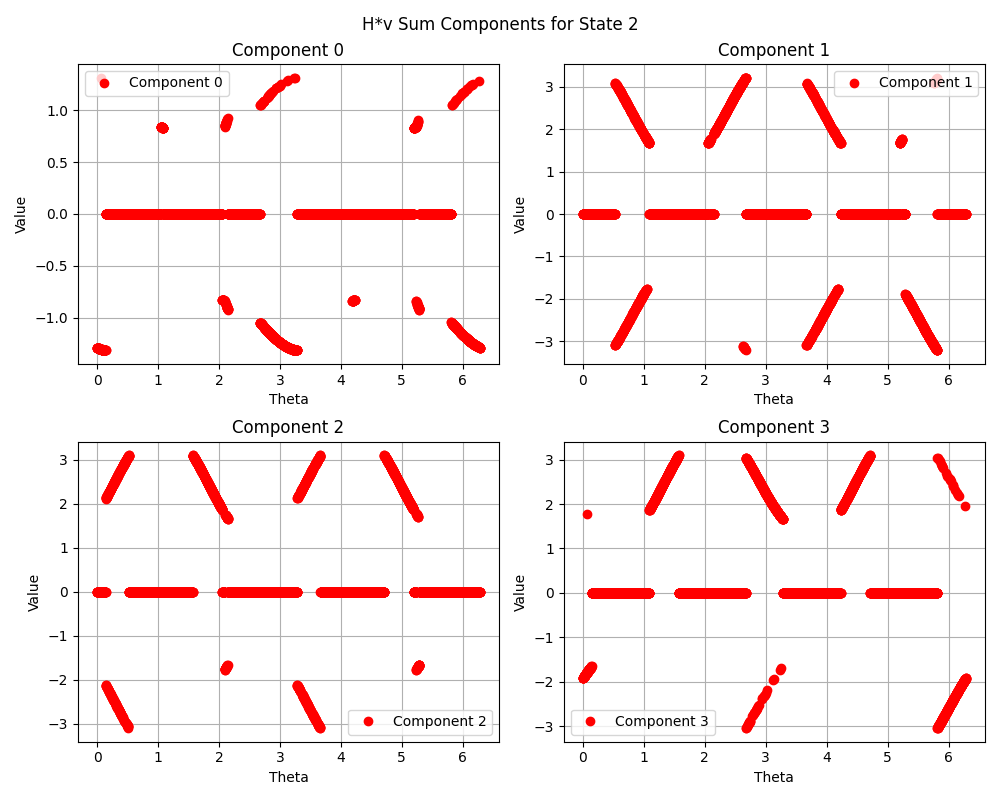 H*v Sum Components for State 2
Component 0
Component 0
1.0
0.5
0.0
−0.5
−1.0
Value
0 1 2 3 4 5 6
Theta
Component 1
Component 1
3
2
1
0
−1
−2
−3
Value
0 1 2 3 4 5 6
Theta
Component 2
3
2
1
0
−1
−2
−3
Value
Component 2
0 1 2 3 4 5 6
Theta
Component 3
3
2
1
0
−1
−2
−3
Value
Component 3
0 1 2 3 4 5 6
Theta